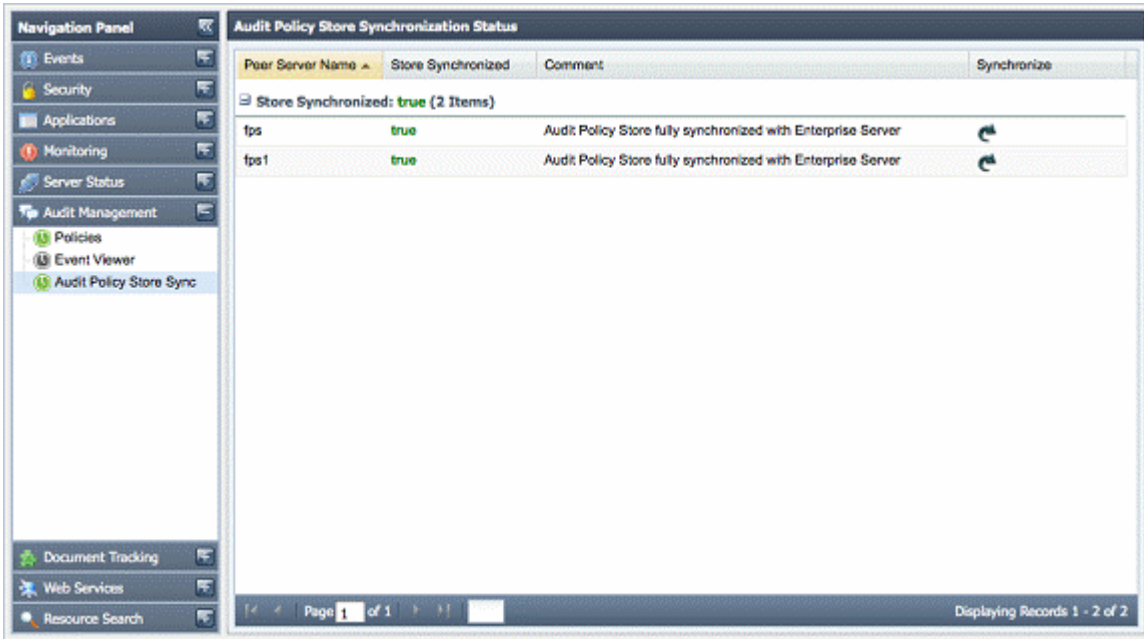 Navigation Panel
Events
Security
Applications
Monitoring
Server Status
Audit Management
Policies
Event Viewer
Audit Policy Store Sync
Document Tracking
Web Services
Resource Search
Audit Policy Store Synchronization Status
Peer Server Name Store Synchronized Comment Synchronize
Store Synchronized: true (2 Items)
fps true Audit Policy Store fully synchronized with Enterprise Server
fps1 true Audit Policy Store fully synchronized with Enterprise Server
Page 1 of 1 Displaying Records 1 - 2 of 2